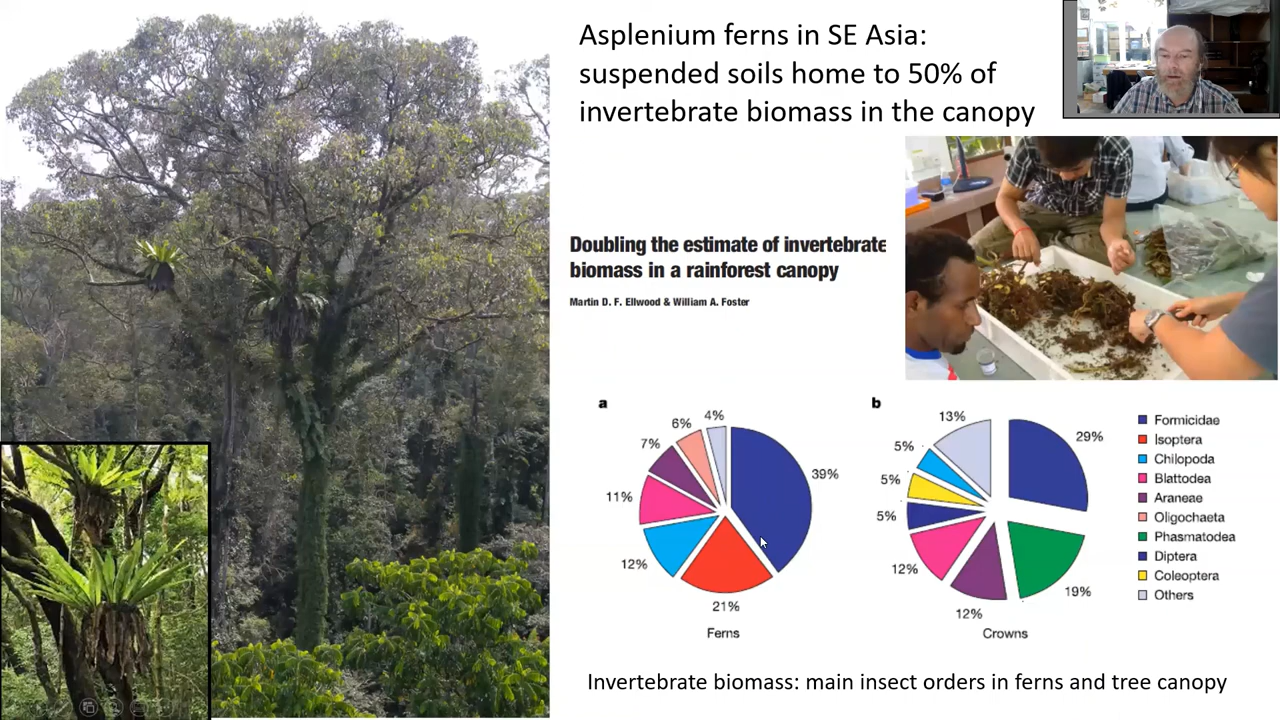 Asplenium ferns in SE Asia:
suspended soils home to 50% of
invertebrate biomass in the canopy
Doubling the estimate of invertebrate
biomass in a rainforest canopy
Martin D. F. Ellwood & William A. Foster
a
4%
6%
7%
11%
12%
21%
39%
Ferns
b
13%
5%
5%
5%
12%
12%
19%
29%
Crowns
Formicidae
Isoptera
Chilopoda
Blattodea
Araneae
Oligochaeta
Phasmatodea
Diptera
Coleoptera
Others
Invertebrate biomass: main insect orders in ferns and tree canopy